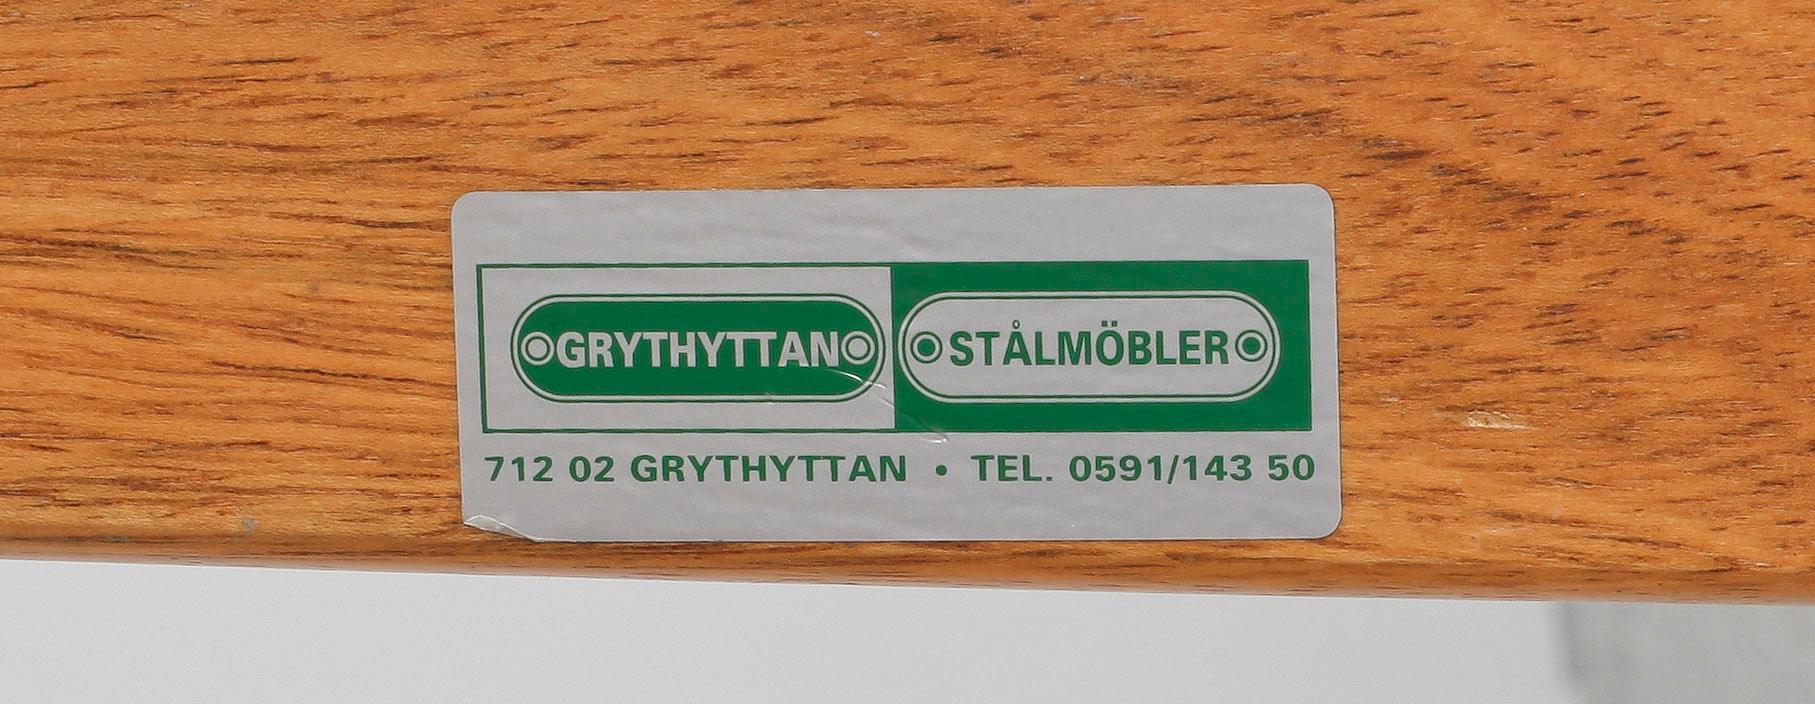 GRYTHYTTAN STÅLMÖBLER
712 02 GRYTHYTTAN • TEL. 0591/143 50